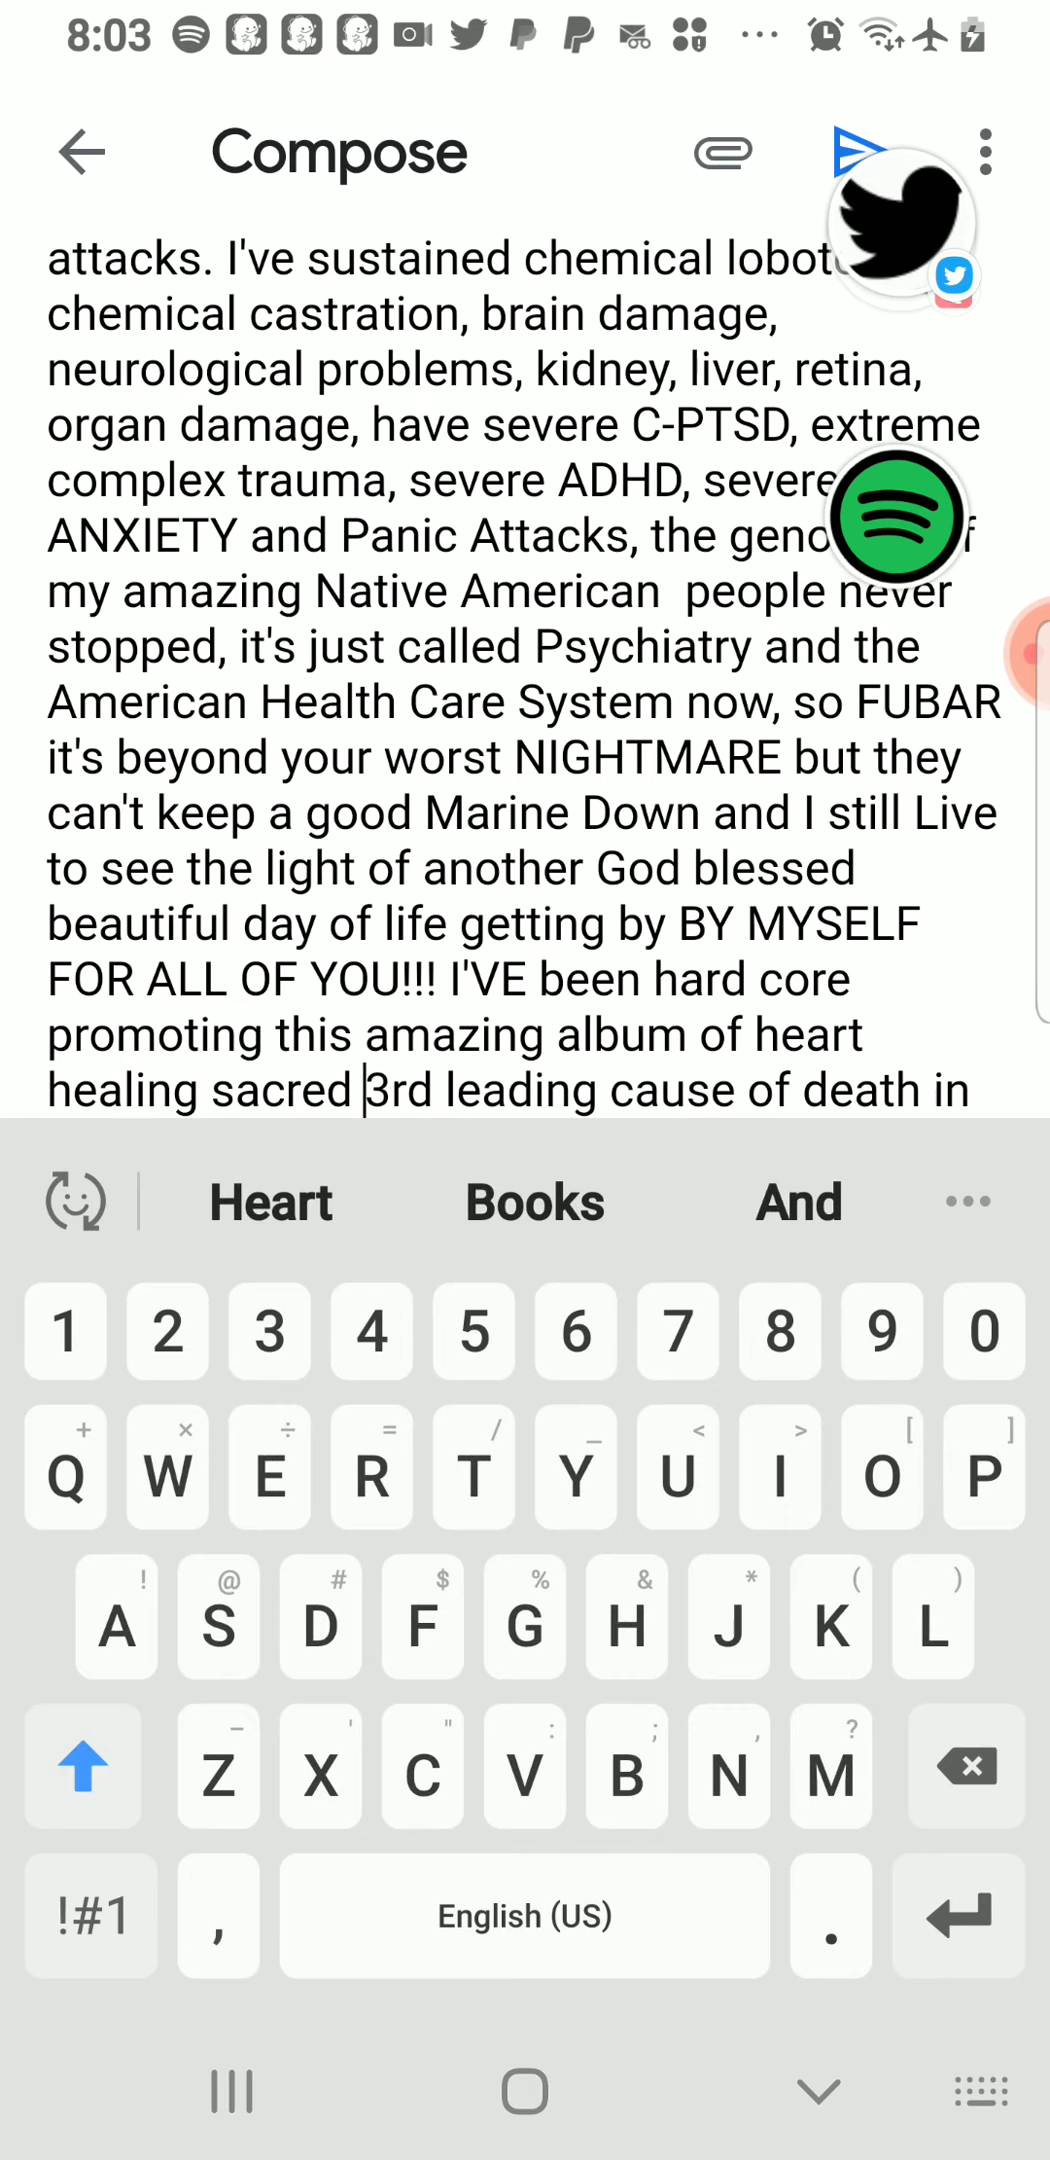 8:03
Compose
attacks. I've sustained chemical
chemical castration, brain damage,
neurological problems, kidney, liver, retina,
organ damage, have severe C-PTSD, extreme
complex trauma, severe ADHD, severe
ANXIETY and Panic Attacks, the
my amazing Native American  people never
stopped, it's just called Psychiatry and the
American Health Care System now, so FUBAR
it's beyond your worst NIGHTMARE but they
can't keep a good Marine Down and I still Live
to see the light of another God blessed
beautiful day of life getting by BY MYSELF
FOR ALL OF YOU!!! I'VE been hard core
promoting this amazing album of heart
healing sacred 3rd leading cause of death in
Heart Books And
1 2 3 4 5 6 7 8 9 0
+ × ÷ = / _ < > [ ]
Q W E R T Y U I O P
! @ # $ % & * ( )
A S D F G H J K L
- ' " : ; , ?
Z X C V B N M
!#1 , English (US) .